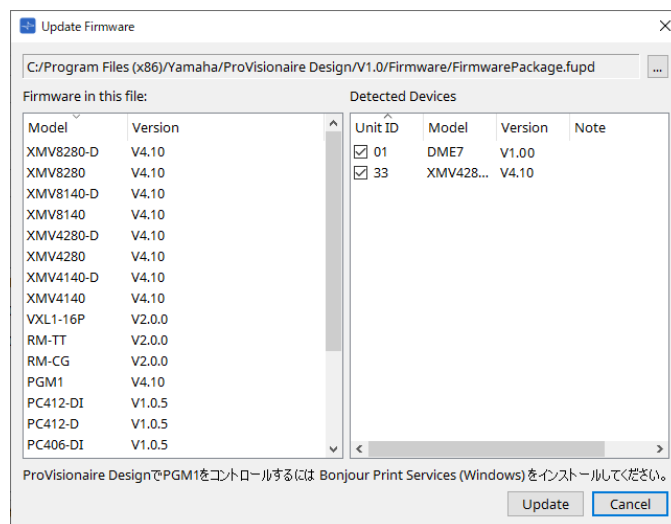 Update Firmware
C:/Program Files (x86)/Yamaha/ProVisionaire Design/V1.0/Firmware/FirmwarePackage.fupd ...
Firmware in this file: Detected Devices
Model Version Unit ID Model Version Note
XMV8280-D V4.10 01 DME7 V1.00
XMV8280 V4.10 33 XMV428... V4.10
XMV8140-D V4.10
XMV8140 V4.10
XMV4280-D V4.10
XMV4280 V4.10
XMV4140-D V4.10
XMV4140 V4.10
VXL1-16P V2.0.0
RM-TT V2.0.0
RM-CG V2.0.0
PGM1 V4.10
PC412-DI V1.0.5
PC412-D V1.0.5
PC406-DI V1.0.5
ProVisionaire DesignでPGM1をコントロールするには Bonjour Print Services (Windows) をインストールしてください。
Update Cancel